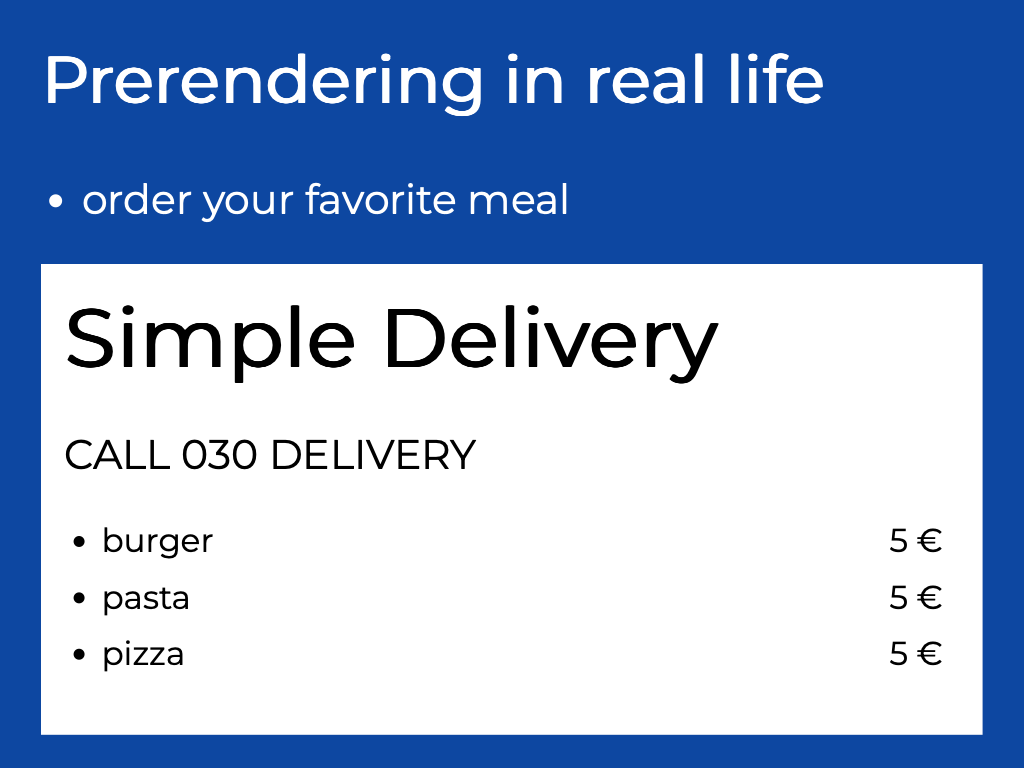 Prerendering in real life
• order your favorite meal
Simple Delivery
CALL 030 DELIVERY
• burger 5 €
• pasta 5 €
• pizza 5 €